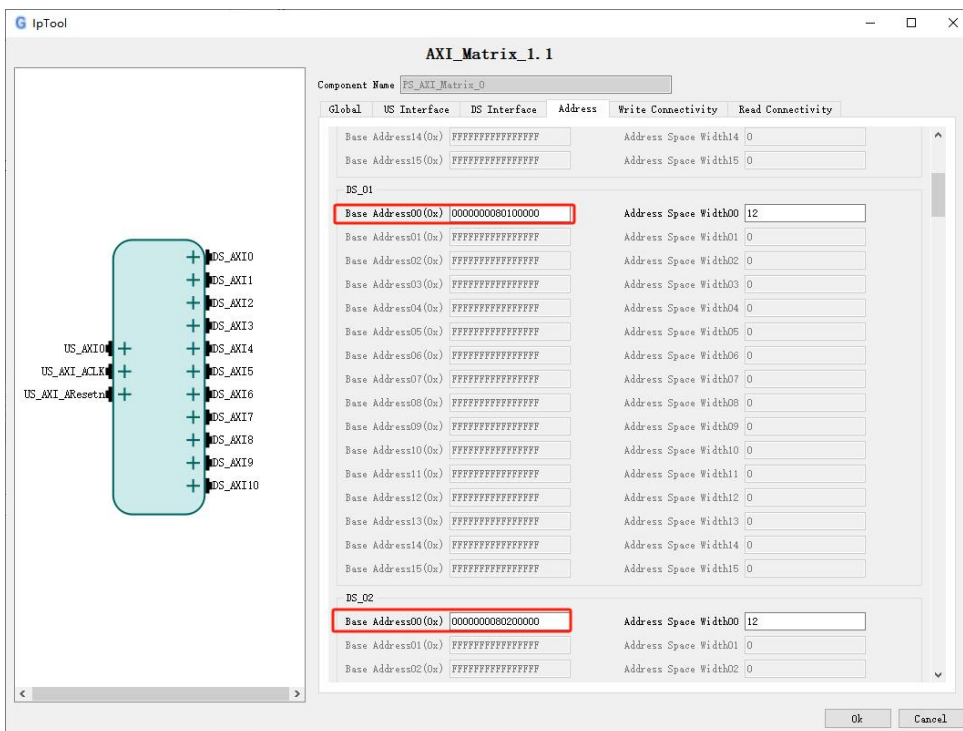 G IpTool
AXI_Matrix_1.1
Component Name PS_AXI_Matrix_0
Global US Interface DS Interface Address Write Connectivity Read Connectivity
Base Address14(0x) FFFFFFFFFFFFFFFF Address Space Width14 0
Base Address15(0x) FFFFFFFFFFFFFFFF Address Space Width15 0
DS_01
Base Address00(0x) 0000000080100000 Address Space Width00 12
Base Address01(0x) FFFFFFFFFFFFFFFF Address Space Width01 0
Base Address02(0x) FFFFFFFFFFFFFFFF Address Space Width02 0
Base Address03(0x) FFFFFFFFFFFFFFFF Address Space Width03 0
Base Address04(0x) FFFFFFFFFFFFFFFF Address Space Width04 0
Base Address05(0x) FFFFFFFFFFFFFFFF Address Space Width05 0
Base Address06(0x) FFFFFFFFFFFFFFFF Address Space Width06 0
Base Address07(0x) FFFFFFFFFFFFFFFF Address Space Width07 0
Base Address08(0x) FFFFFFFFFFFFFFFF Address Space Width08 0
Base Address09(0x) FFFFFFFFFFFFFFFF Address Space Width09 0
Base Address10(0x) FFFFFFFFFFFFFFFF Address Space Width10 0
Base Address11(0x) FFFFFFFFFFFFFFFF Address Space Width11 0
Base Address12(0x) FFFFFFFFFFFFFFFF Address Space Width12 0
Base Address13(0x) FFFFFFFFFFFFFFFF Address Space Width13 0
Base Address14(0x) FFFFFFFFFFFFFFFF Address Space Width14 0
Base Address15(0x) FFFFFFFFFFFFFFFF Address Space Width15 0
DS_02
Base Address00(0x) 0000000080200000 Address Space Width00 12
Base Address01(0x) FFFFFFFFFFFFFFFF Address Space Width01 0
Base Address02(0x) FFFFFFFFFFFFFFFF Address Space Width02 0
US_AXI0
US_AXI_ACLK
US_AXI_AResetn
DS_AXI0
DS_AXI1
DS_AXI2
DS_AXI3
DS_AXI4
DS_AXI5
DS_AXI6
DS_AXI7
DS_AXI8
DS_AXI9
DS_AXI10
Ok Cancel